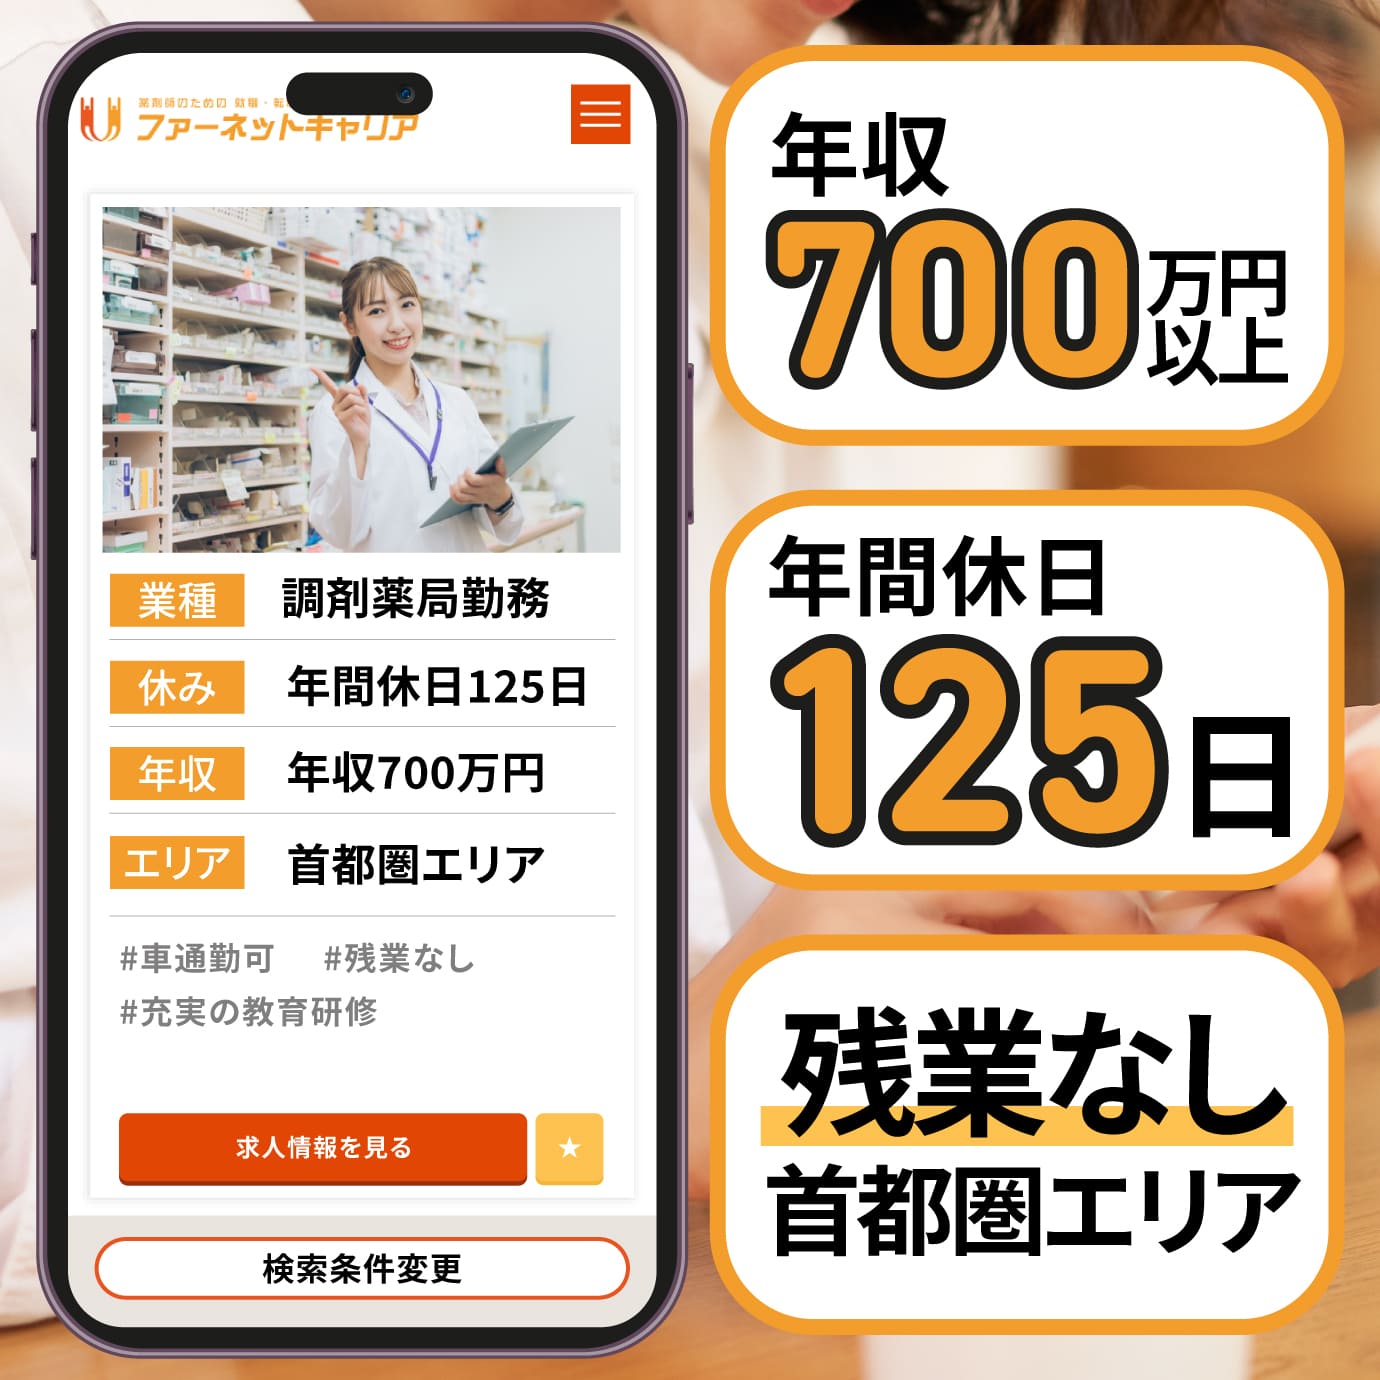 薬剤師のための 就職・転
ファーネットキャリア
業種 調剤薬局勤務
休み 年間休日125日
年収 年収700万円
エリア 首都圏エリア
#車通勤可 #残業なし
#充実の教育研修
求人情報を見る
検索条件変更
年収
700万円
以上
年間休日
125日
残業なし
首都圏エリア